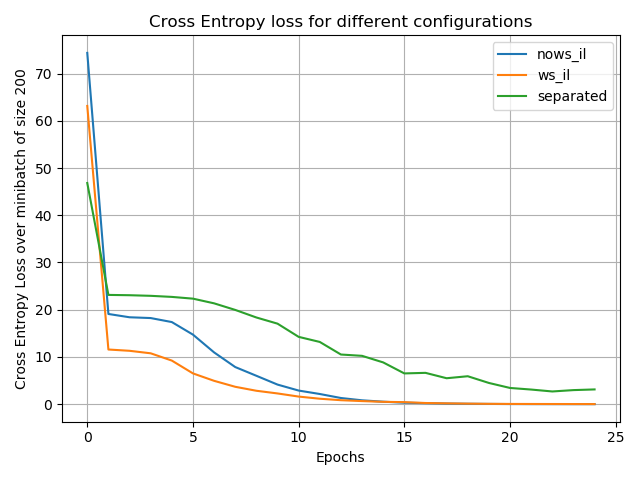 Cross Entropy loss for different configurations
Cross Entropy Loss over minibatch of size 200
70
60
50
40
30
20
10
0
nows_il
ws_il
separated
0 5 10 15 20 25
Epochs